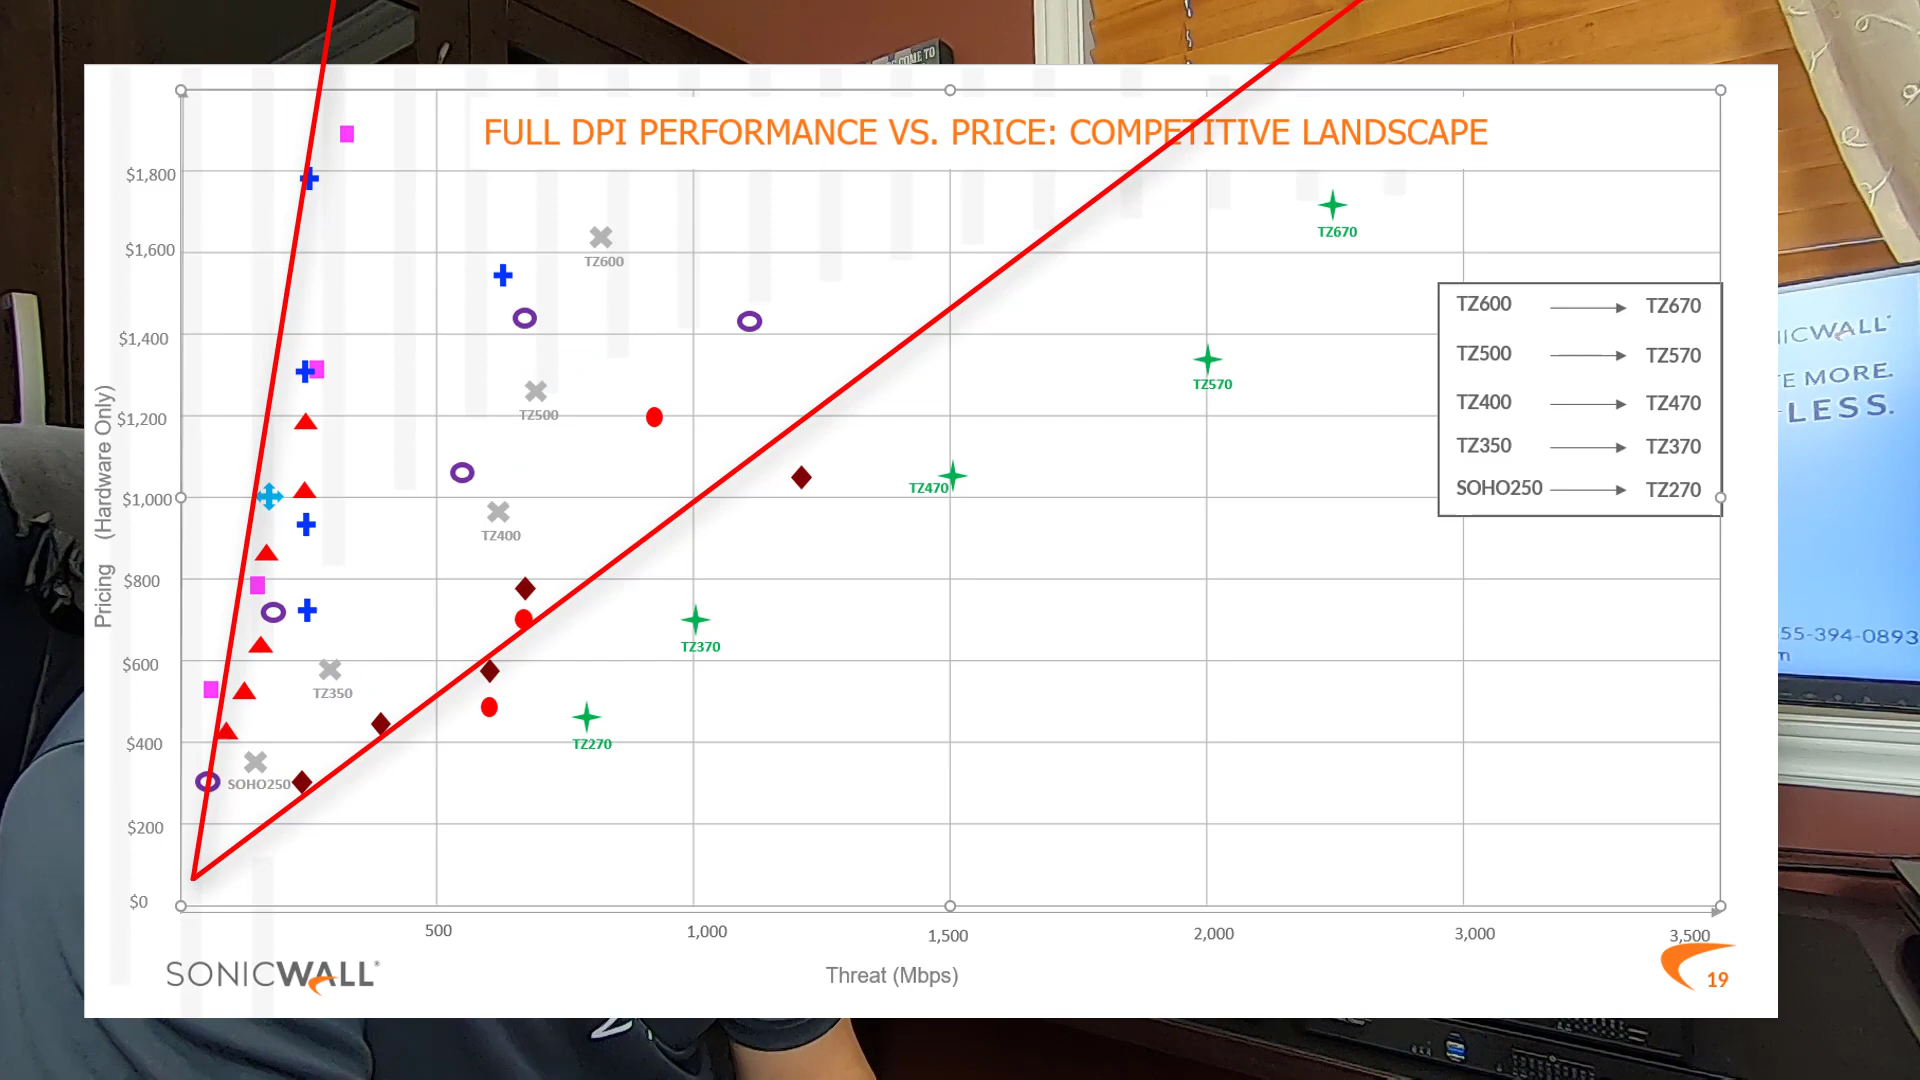 COME TO
FULL DPI PERFORMANCE VS. PRICE: COMPETITIVE LANDSCAPE
$1,800
$1,600
$1,400
$1,200
$1,000
$800
$600
$400
$200
$0
Pricing (Hardware Only)
TZ670
TZ600
TZ570
TZ500
TZ470
TZ400
TZ370
TZ350
TZ270
SOHO250
TZ600 TZ670
TZ500 TZ570
TZ400 TZ470
TZ350 TZ370
SOHO250 TZ270
500
1,000
1,500
2,000
3,000
3,500
Threat (Mbps)
SONICWALL®
19
NICWALL
E MORE.
LESS.
55-394-0893
m